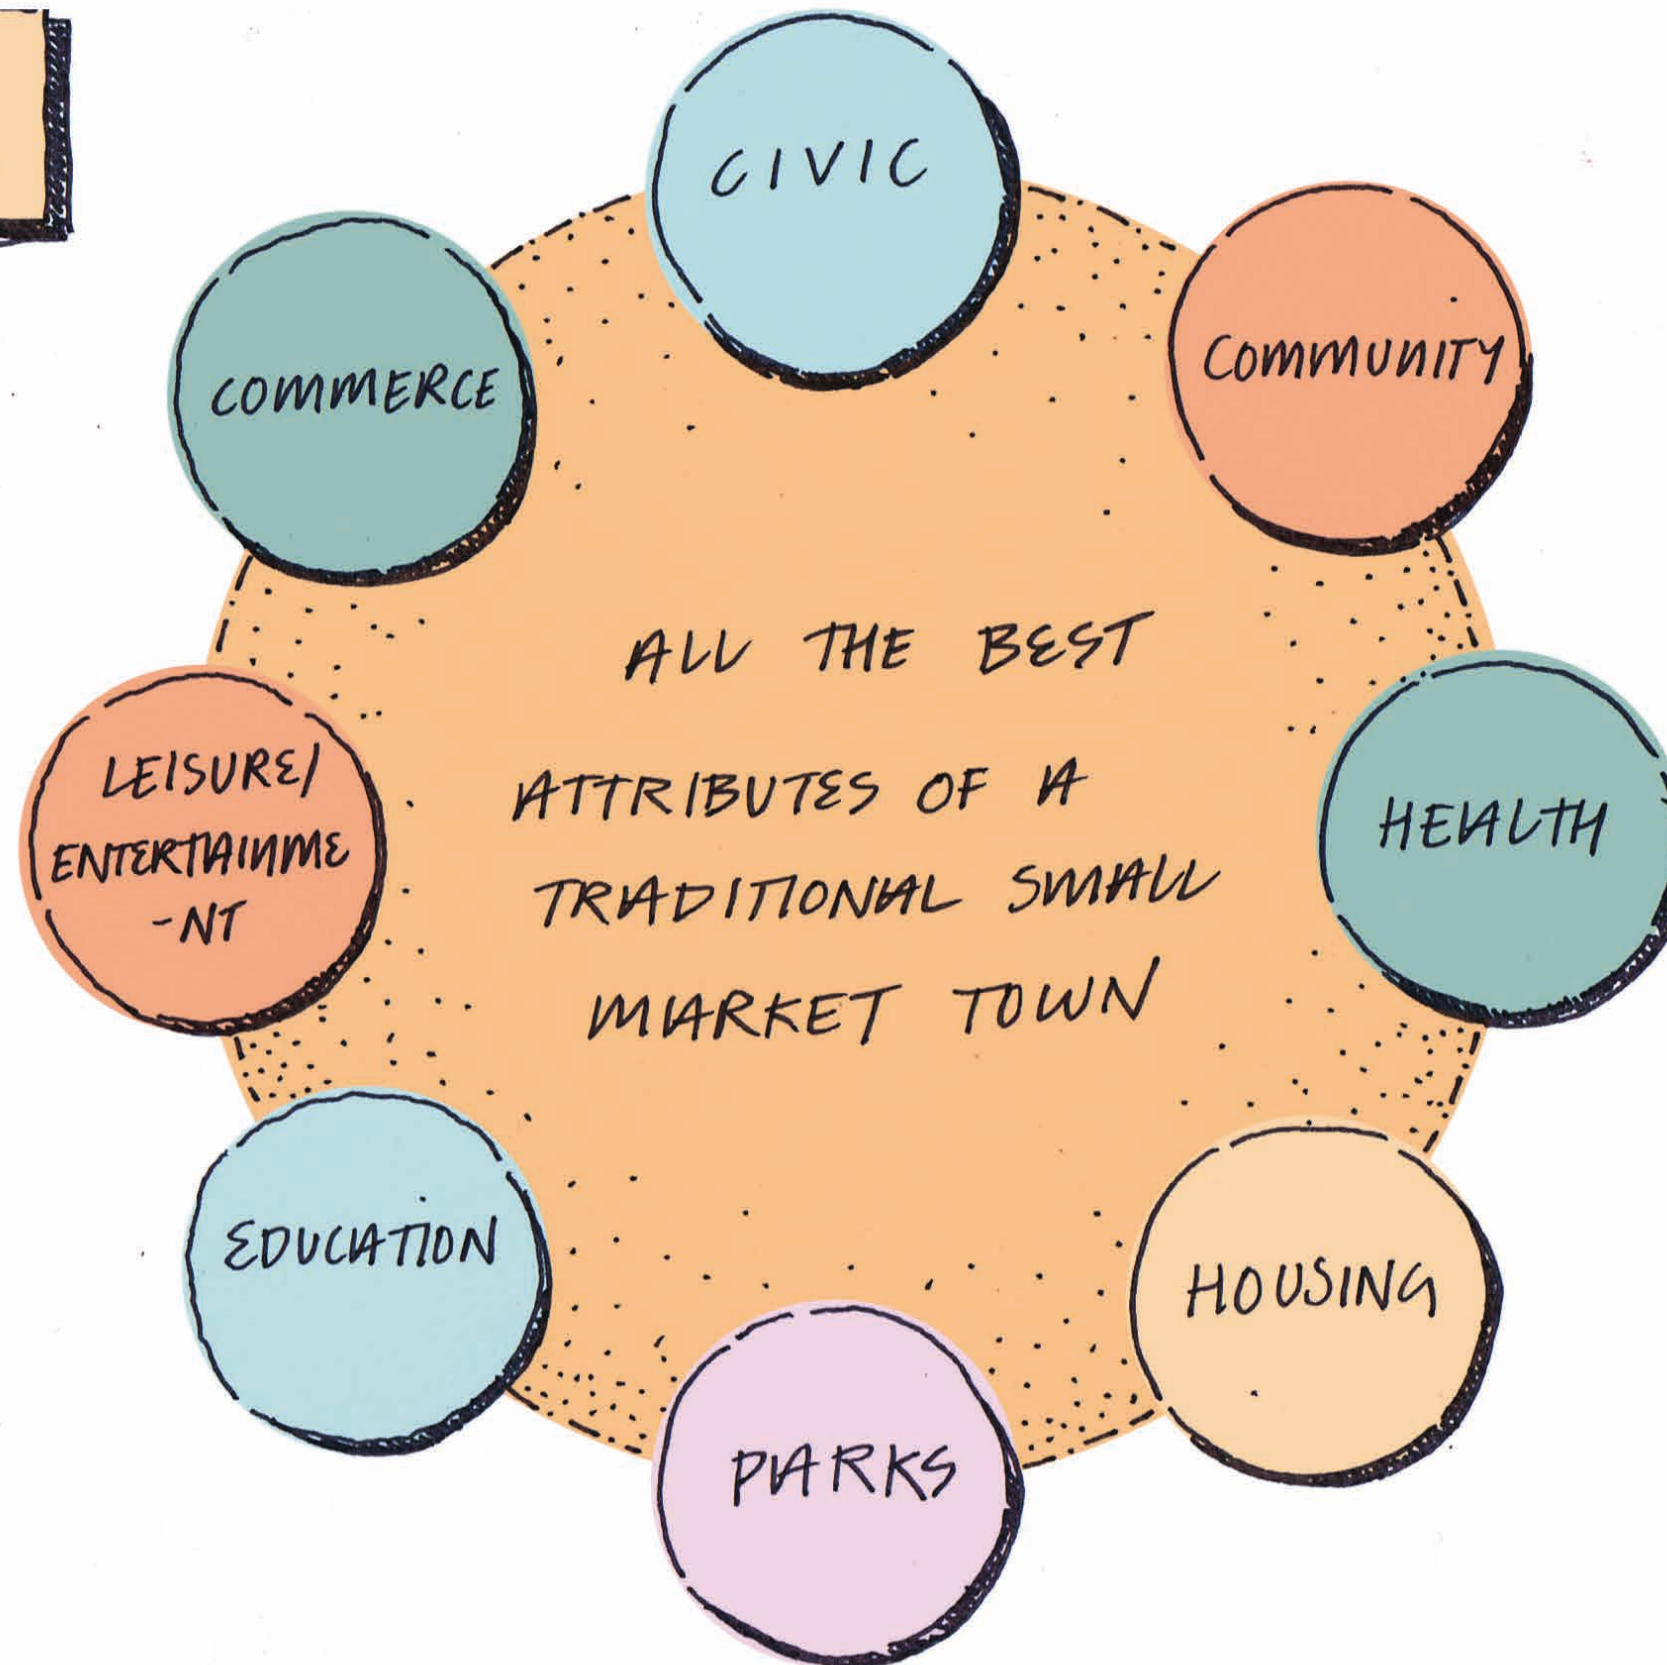 CIVIC
COMMUNITY
COMMERCE
ALL THE BEST
ATTRIBUTES OF A
TRADITIONAL SMALL
MARKET TOWN
LEISURE/
ENTERTAINME
-NT
HEALTH
EDUCATION
HOUSING
PARKS